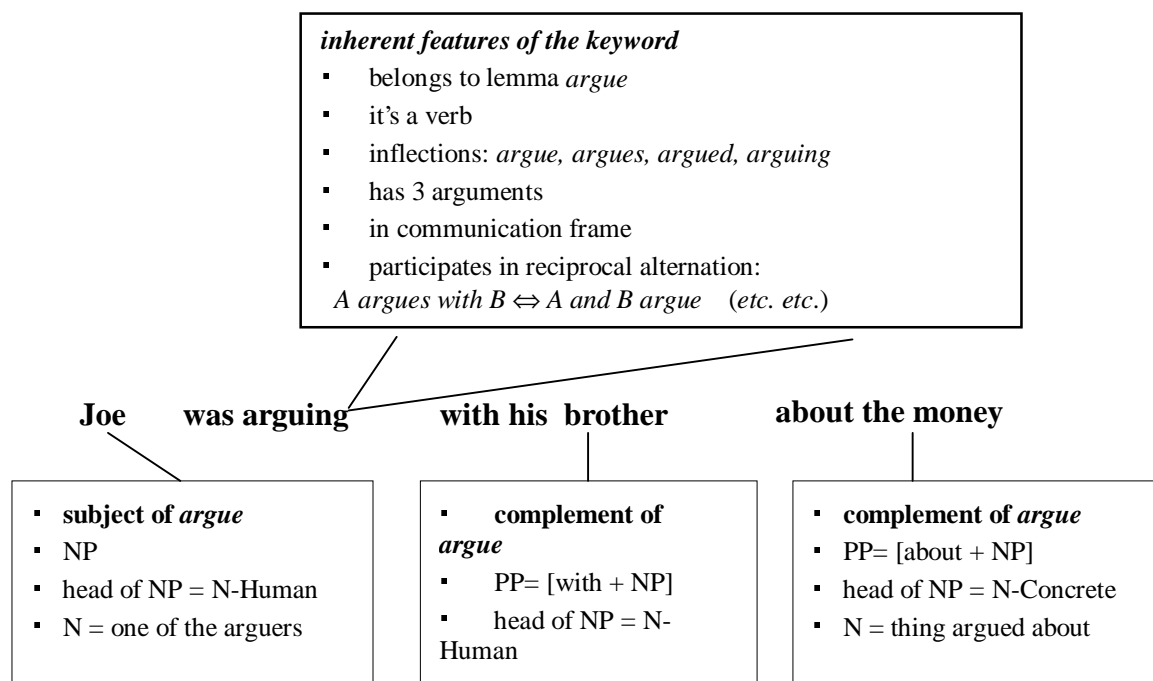 inherent features of the keyword
▪ belongs to lemma argue
▪ it’s a verb
▪ inflections: argue, argues, argued, arguing
▪ has 3 arguments
▪ in communication frame
▪ participates in reciprocal alternation:
A argues with B ⇔ A and B argue (etc. etc.)
Joe was arguing with his brother about the money
▪ subject of argue
▪ NP
▪ head of NP = N-Human
▪ N = one of the arguers
▪ complement of
argue
▪ PP= [with + NP]
▪ head of NP = N-
Human
▪ complement of argue
▪ PP= [about + NP]
▪ head of NP = N-Concrete
▪ N = thing argued about